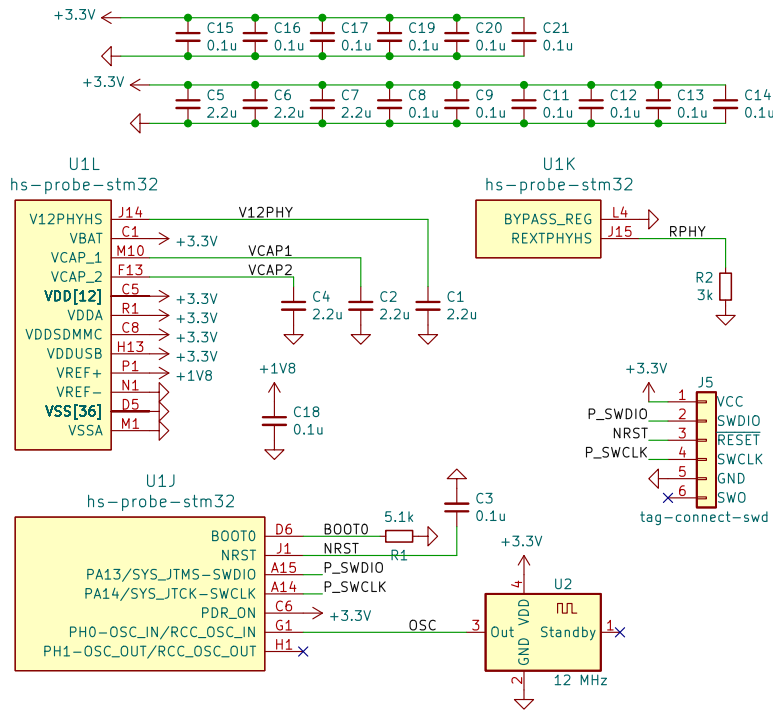 +3.3V
C15 C16 C17 C19 C20 C21
0.1u 0.1u 0.1u 0.1u 0.1u 0.1u
+3.3V
C5 C6 C7 C8 C9 C11 C12 C13 C14
2.2u 2.2u 2.2u 0.1u 0.1u 0.1u 0.1u 0.1u 0.1u
U1L
hs-probe-stm32
V12PHYHS J14 V12PHY
VBAT C1 +3.3V
VCAP_1 M10 VCAP1
VCAP_2 F13 VCAP2
VDD[12] C5 +3.3V
VDDA R1 +3.3V
VDDSDMMC C8 +3.3V
VDDUSB H13 +3.3V
VREF+ P1 +1V8
VREF- N1
VSS[36] D5
VSSA M1
C4 C2 C1
2.2u 2.2u 2.2u
+1V8
C18
0.1u
U1K
hs-probe-stm32
BYPASS_REG L4
REXTPHYHS J15 RPHY
R2
3k
J5
+3.3V 1 VCC
P_SWDIO 2 SWDIO
NRST 3 RESET
P_SWCLK 4 SWCLK
5 GND
6 SWO
tag-connect-swd
U1J
hs-probe-stm32
BOOT0 D6 BOOT0 5.1k
R1
NRST J1 NRST
C3
0.1u
PA13/SYS_JTMS-SWDIO A15 P_SWDIO
PA14/SYS_JTCK-SWCLK A14 P_SWCLK
PDR_ON C6 +3.3V
PH0-OSC_IN/RCC_OSC_IN G1 OSC
PH1-OSC_OUT/RCC_OSC_OUT H1
+3.3V
4 U2
VDD
3 Out Standby 1
GND
2 12 MHz